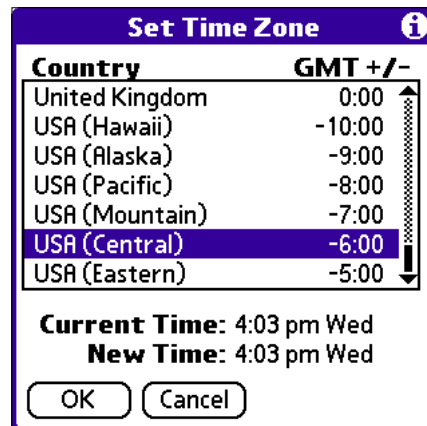 Set Time Zone i
Country GMT +/-
United Kingdom 0:00
USA (Hawaii) -10:00
USA (Alaska) -9:00
USA (Pacific) -8:00
USA (Mountain) -7:00
USA (Central) -6:00
USA (Eastern) -5:00
Current Time: 4:03 pm Wed
New Time: 4:03 pm Wed
OK Cancel